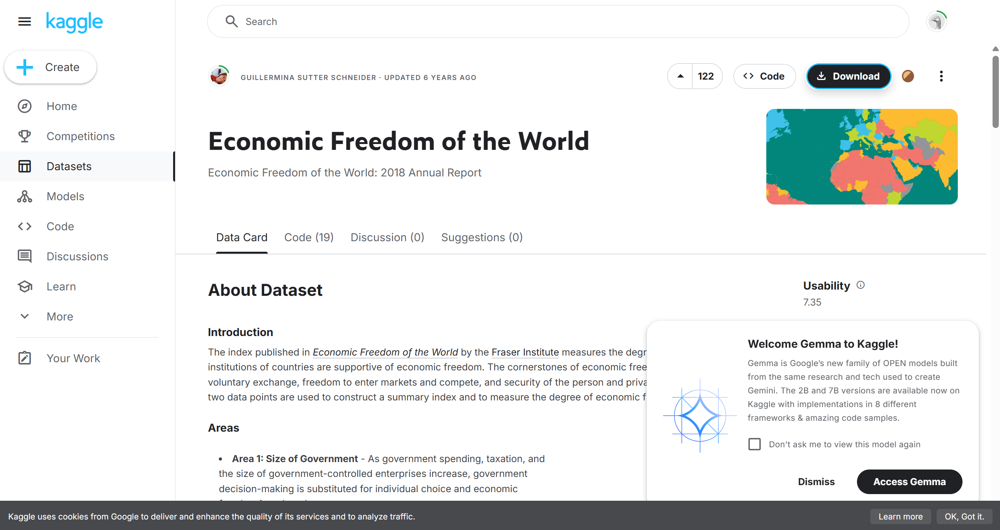 kaggle
Search
Create
Home
Competitions
Datasets
Models
Code
Discussions
Learn
More
Your Work
GUILLERMINA SUTTER SCHNEIDER · UPDATED 6 YEARS AGO
122
Code
Download
Economic Freedom of the World
Economic Freedom of the World: 2018 Annual Report
Data Card
Code (19)
Discussion (0)
Suggestions (0)
About Dataset
Usability
7.35
Introduction
The index published in Economic Freedom of the World by the Fraser Institute measures the degr
institutions of countries are supportive of economic freedom. The cornerstones of economic free
voluntary exchange, freedom to enter markets and compete, and security of the person and priva
two data points are used to construct a summary index and to measure the degree of economic f
Areas
• Area 1: Size of Government - As government spending, taxation, and
the size of government-controlled enterprises increase, government
decision-making is substituted for individual choice and economic
Welcome Gemma to Kaggle!
Gemma is Google’s new family of OPEN models built
from the same research and tech used to create
Gemini. The 2B and 7B versions are available now on
Kaggle with implementations in 8 different
frameworks & amazing code samples.
Don't ask me to view this model again
Dismiss
Access Gemma
Kaggle uses cookies from Google to deliver and enhance the quality of its services and to analyze traffic.
Learn more
OK, Got it.